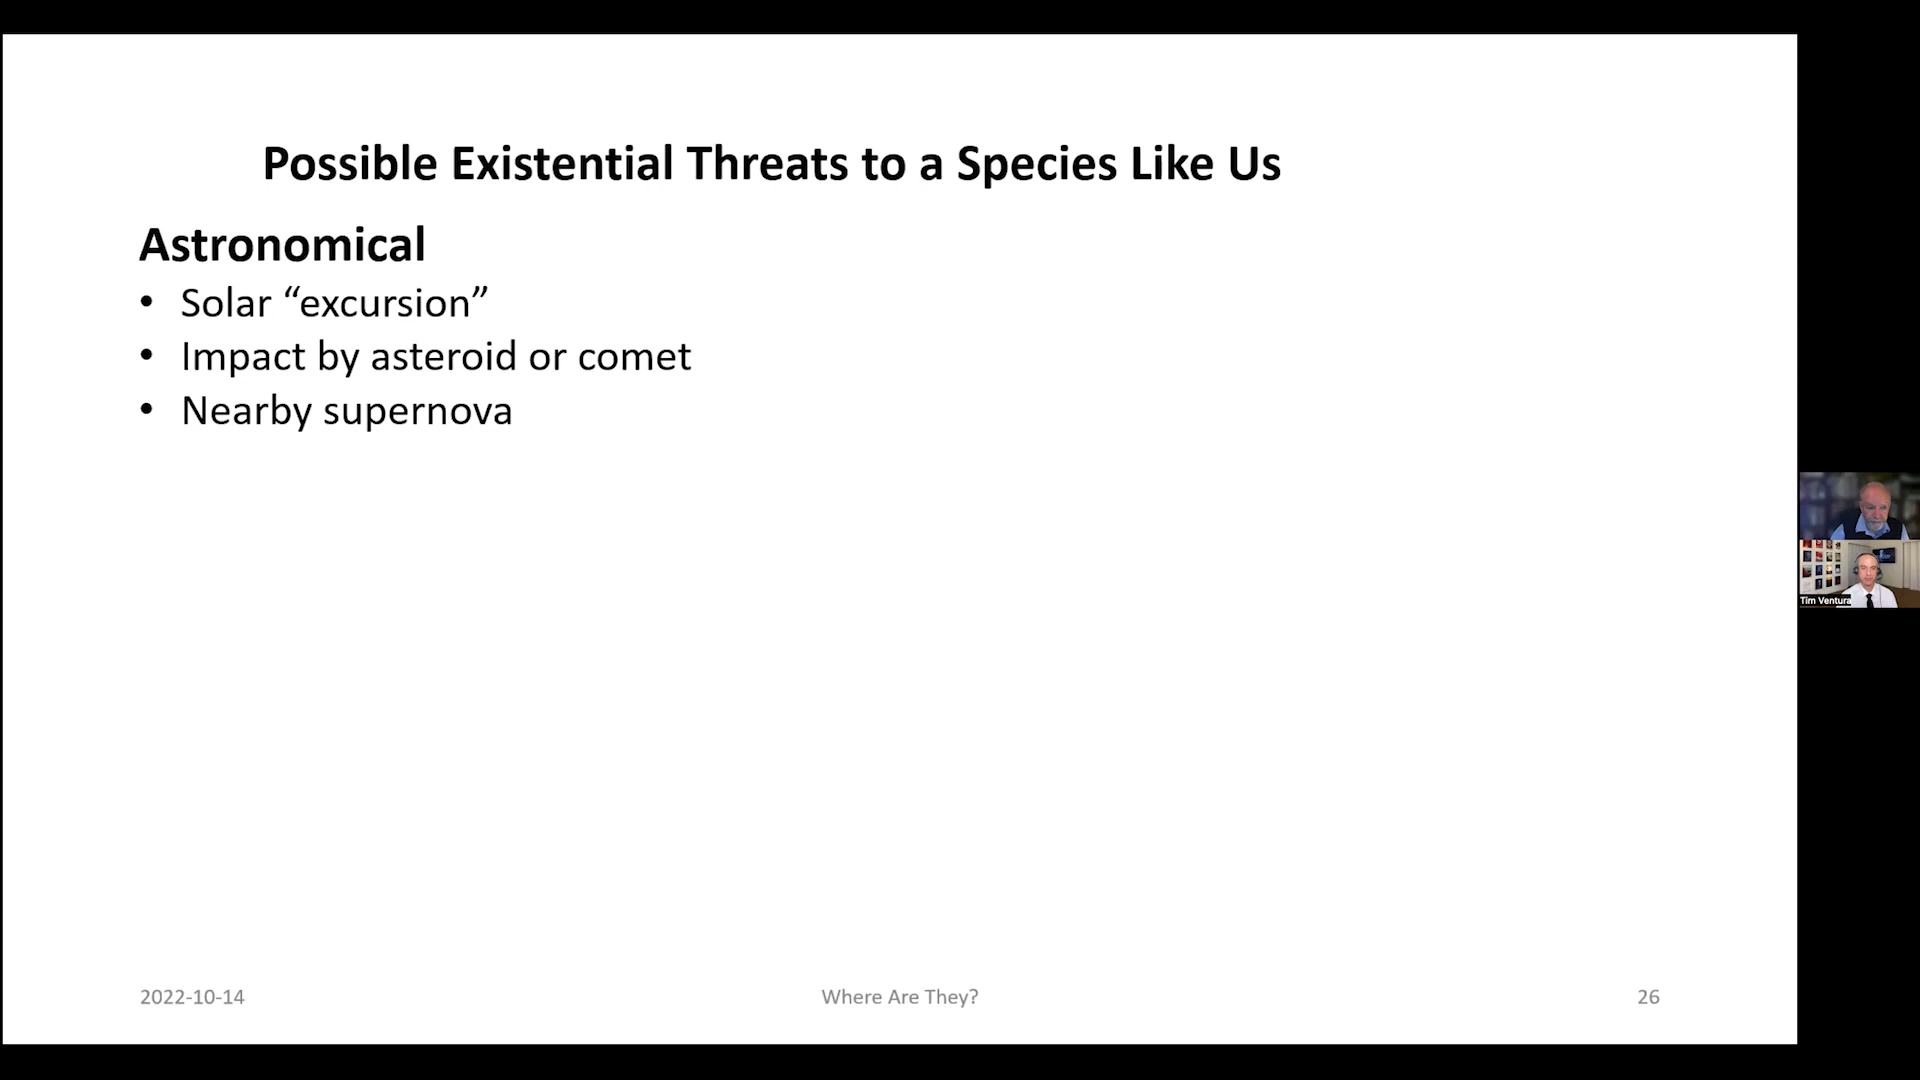 Possible Existential Threats to a Species Like Us
Astronomical
• Solar “excursion”
• Impact by asteroid or comet
• Nearby supernova
2022-10-14
Where Are They?
26
Tim Ventura